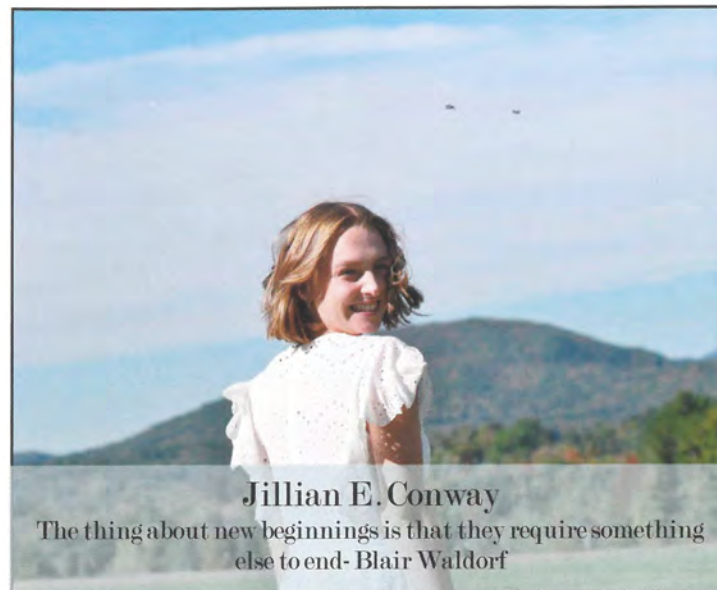 Jillian E. Conway
The thing about new beginnings is that they require something
else to end- Blair Waldorf